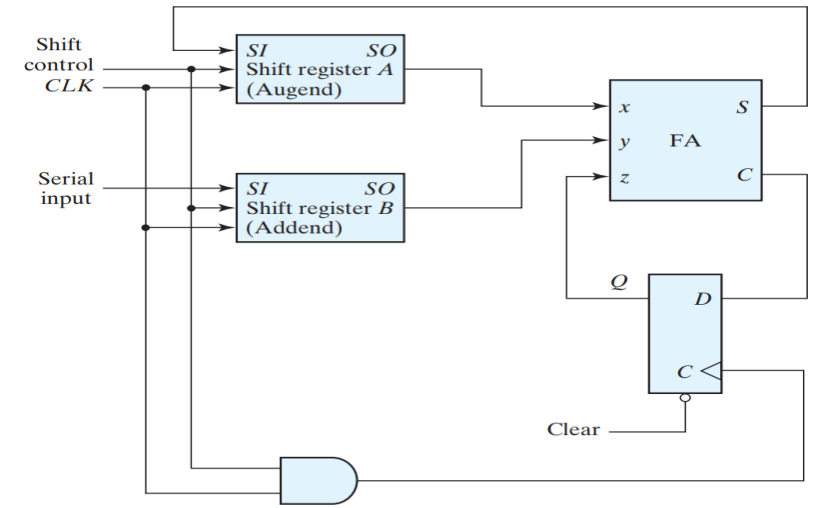 Shift
control
CLK
SI SO
Shift register A
(Augend)
x S
y FA
z C
Serial
input
SI SO
Shift register B
(Addend)
Q
D
C
Clear